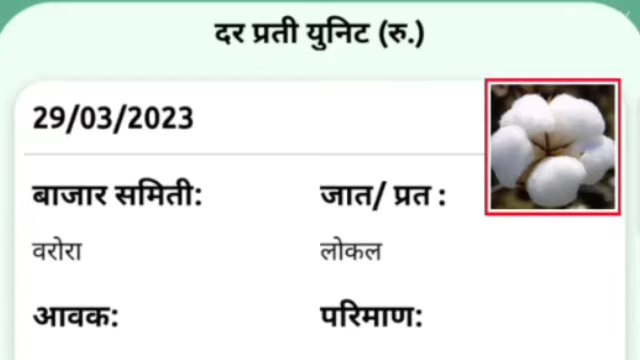 दर प्रती युनिट (रु.)
29/03/2023
बाजार समिती: जात/ प्रत :
वरोरा लोकल
आवक: परिमाण: